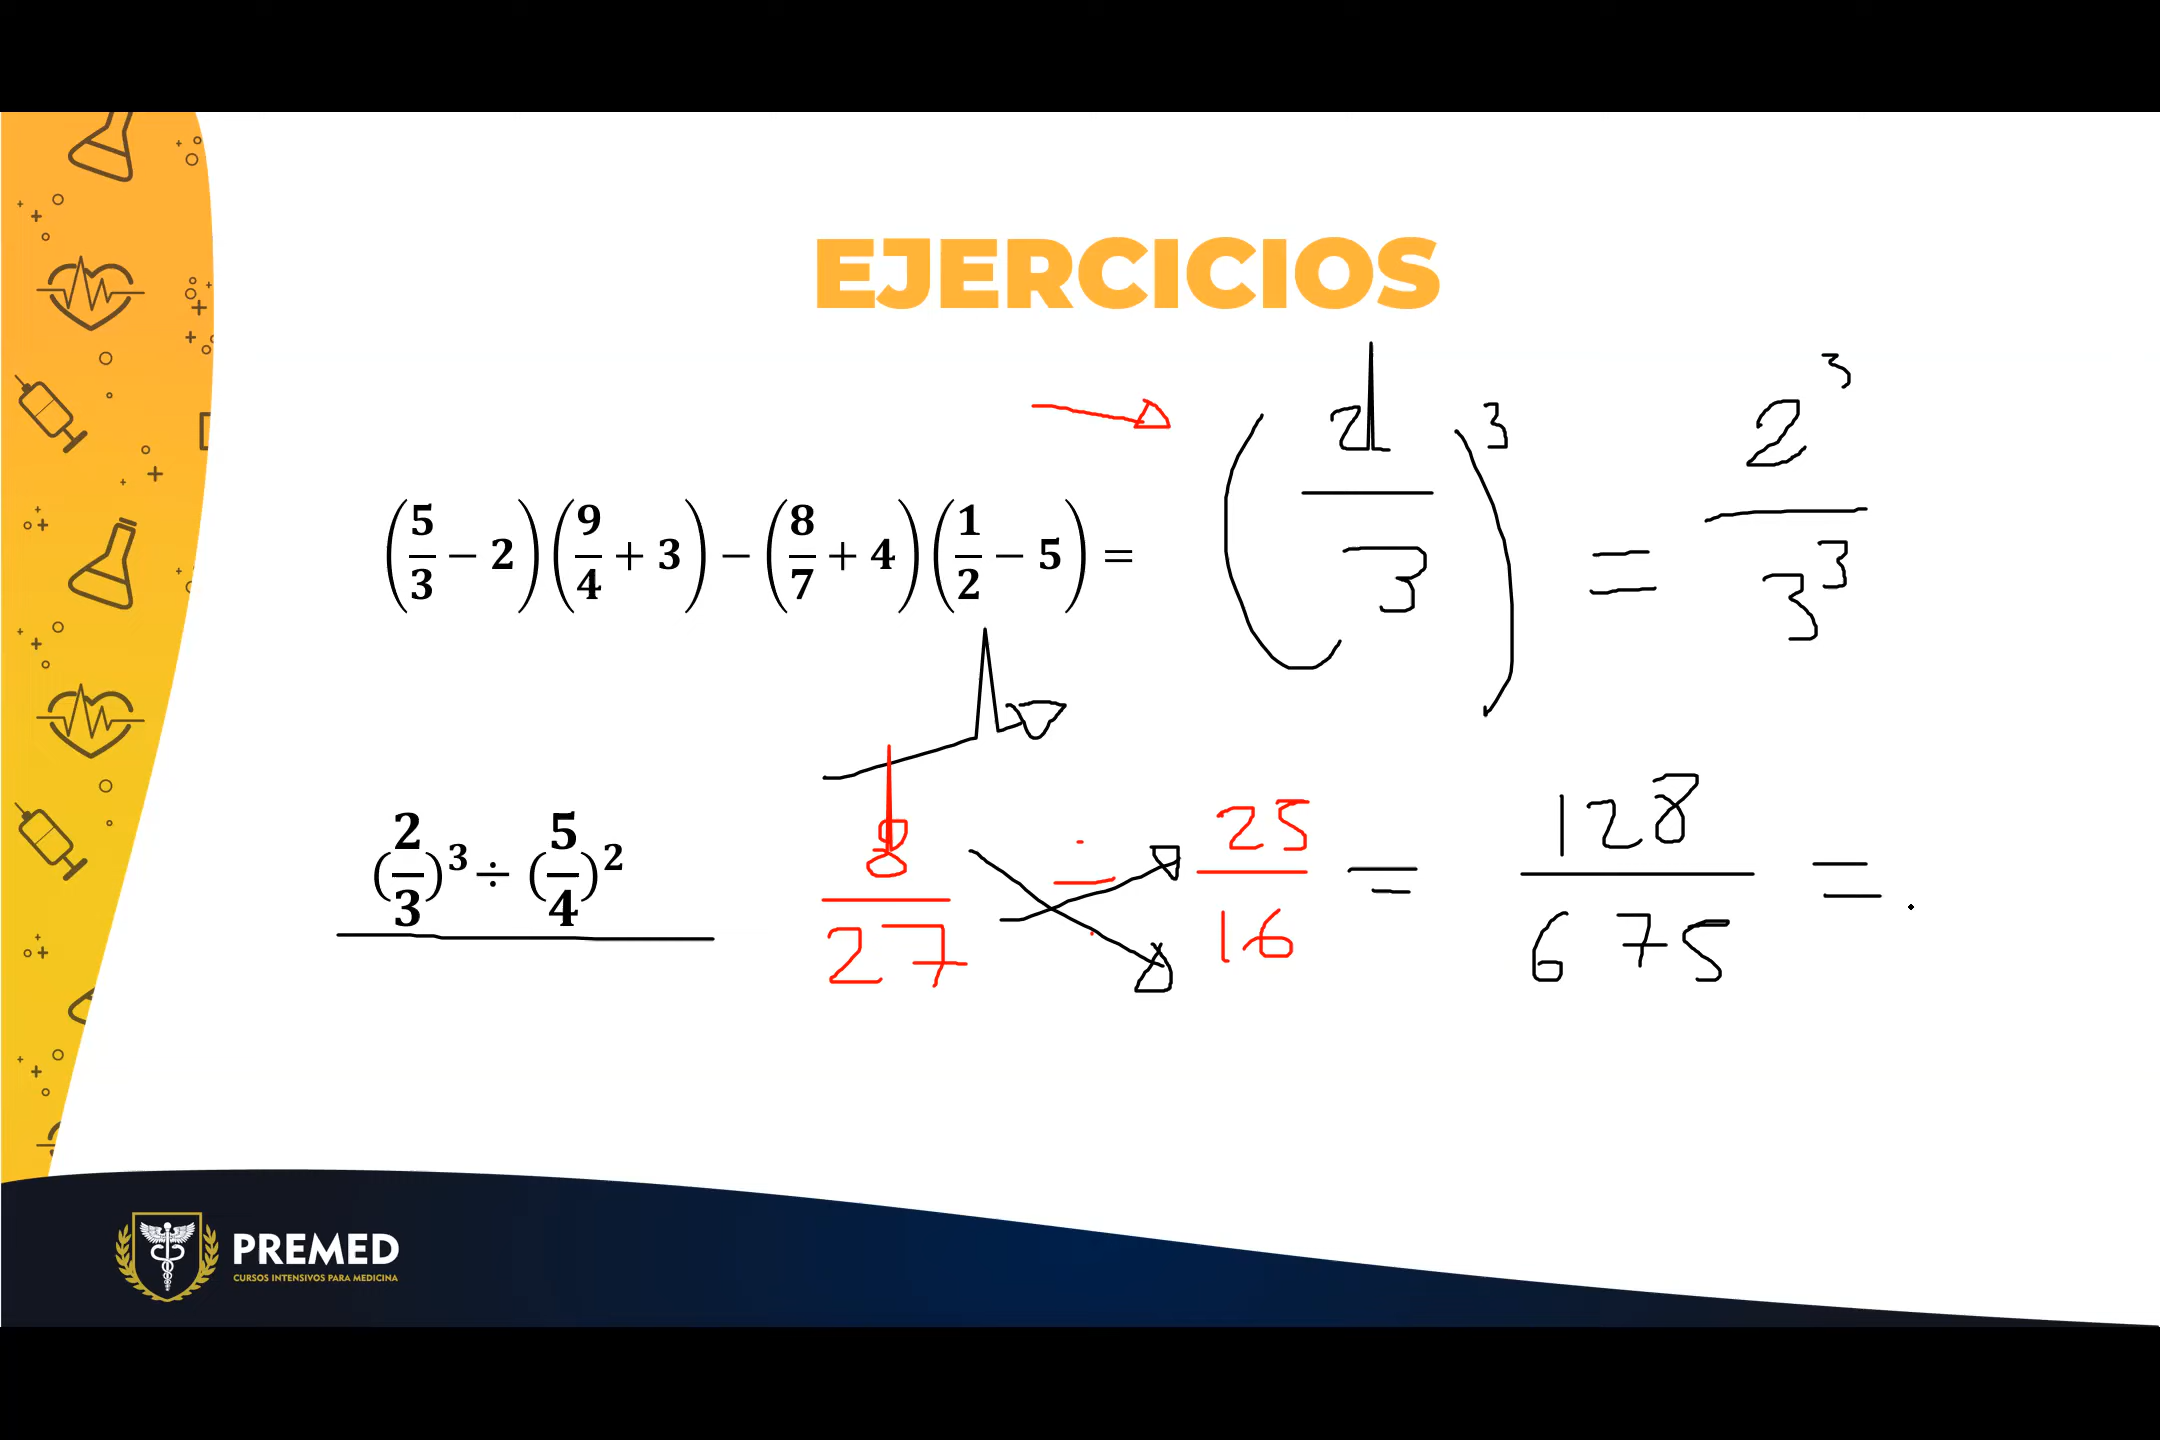 EJERCICIOS
(5/3 − 2)(9/4 + 3) − (8/7 + 4)(1/2 − 5) =
(2/3)³ = 2³/3³
(2/3)³ ÷ (5/4)²
8/27 ÷ 25/16 = 128/675 =
PREMED
CURSOS INTENSIVOS PARA MEDICINA